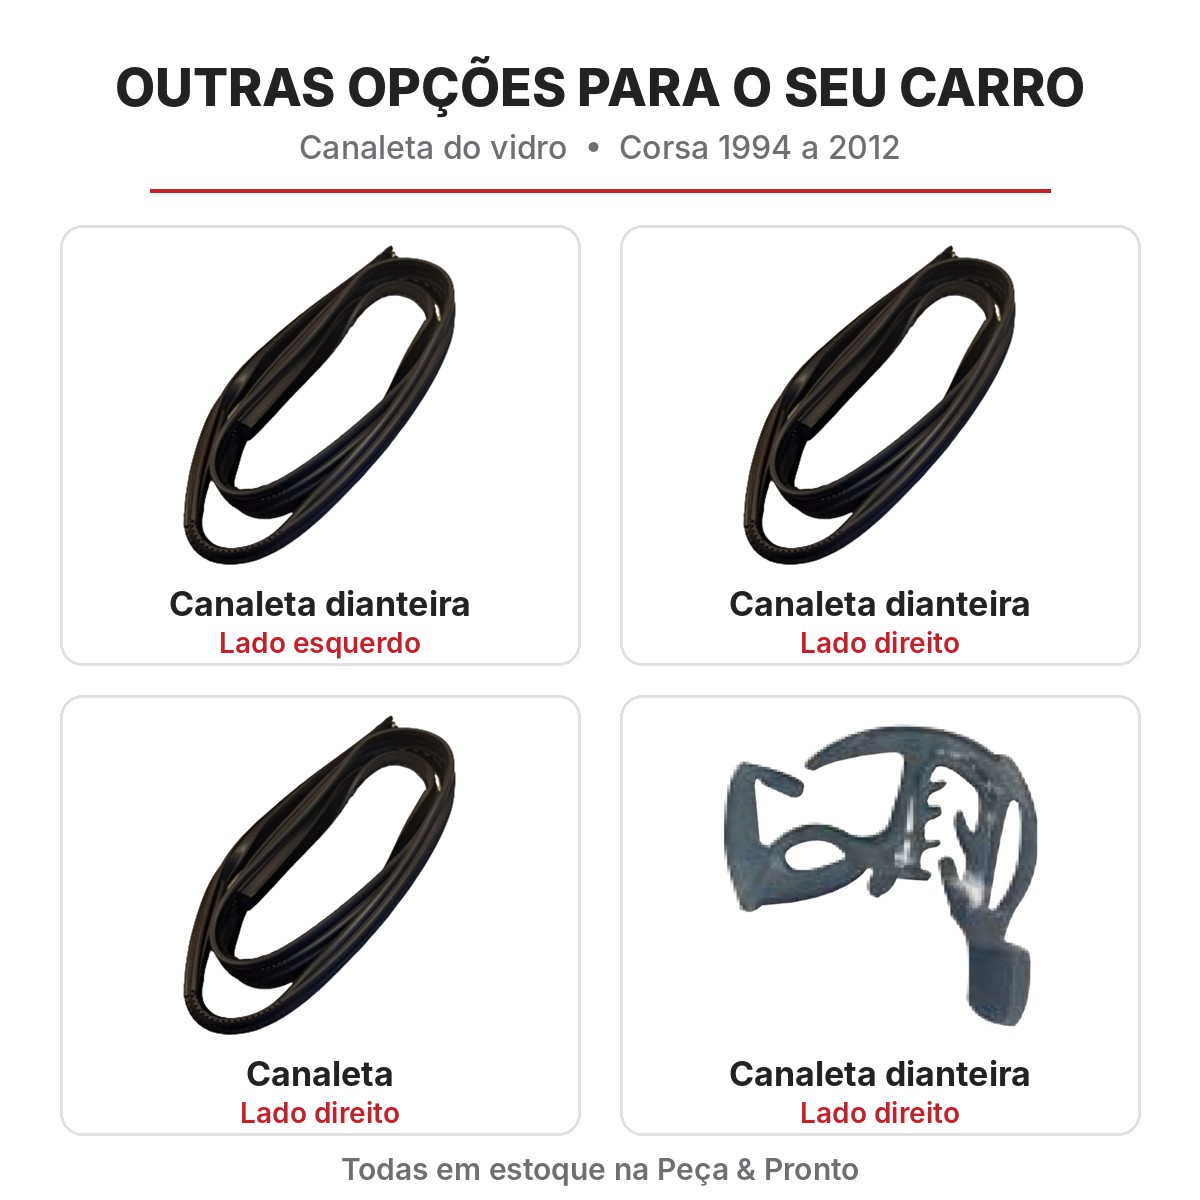 OUTRAS OPÇÕES PARA O SEU CARRO
Canaleta do vidro • Corsa 1994 a 2012
Canaleta dianteira
Lado esquerdo
Canaleta dianteira
Lado direito
Canaleta
Lado direito
Canaleta dianteira
Lado direito
Todas em estoque na Peça & Pronto